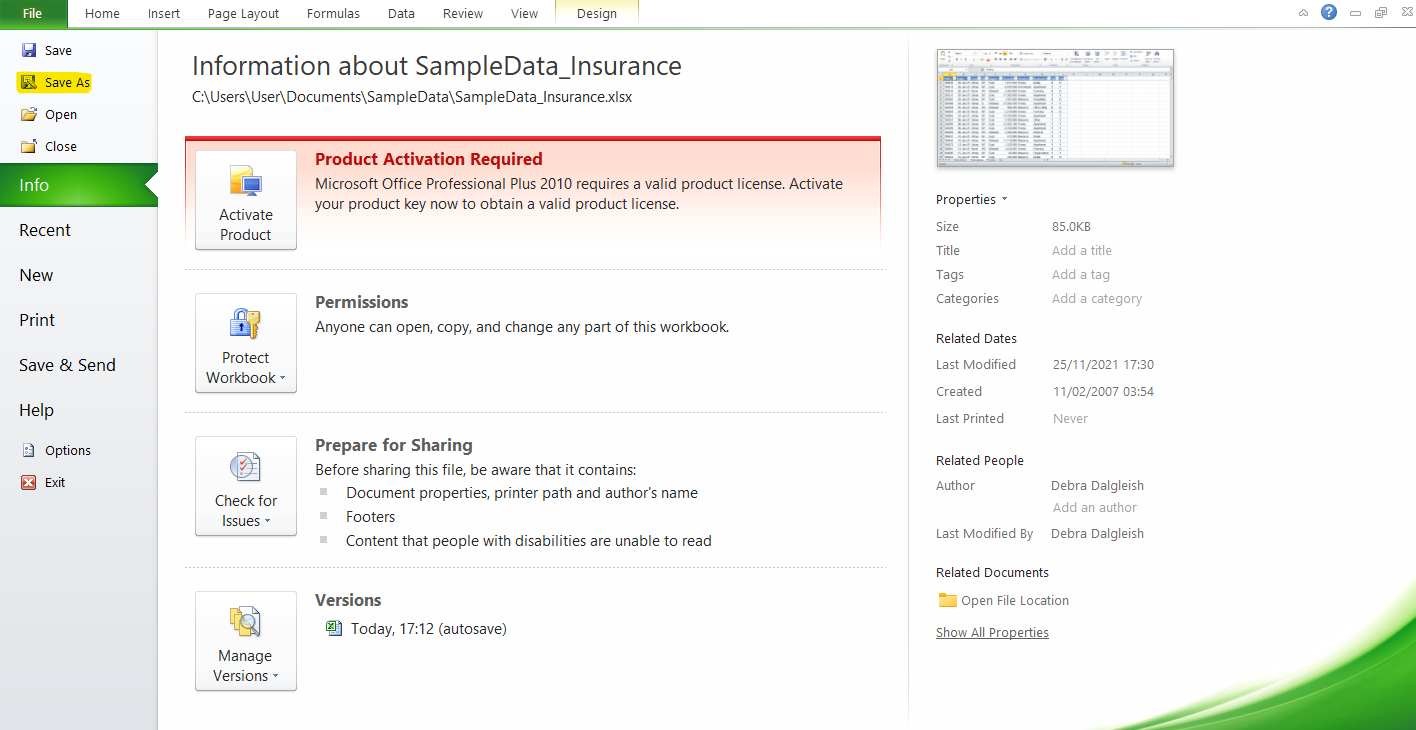 File Home Insert Page Layout Formulas Data Review View Design
Save
Save As
Open
Close
Info
Recent
New
Print
Save & Send
Help
Options
Exit
Information about SampleData_Insurance
C:\Users\User\Documents\SampleData\SampleData_Insurance.xlsx
Activate
Product
Product Activation Required
Microsoft Office Professional Plus 2010 requires a valid product license. Activate
your product key now to obtain a valid product license.
Protect
Workbook
Permissions
Anyone can open, copy, and change any part of this workbook.
Check for
Issues
Prepare for Sharing
Before sharing this file, be aware that it contains:
Document properties, printer path and author's name
Footers
Content that people with disabilities are unable to read
Manage
Versions
Versions
Today, 17:12 (autosave)
Properties
Size 85.0KB
Title Add a title
Tags Add a tag
Categories Add a category
Related Dates
Last Modified 25/11/2021 17:30
Created 11/02/2007 03:54
Last Printed Never
Related People
Author Debra Dalgleish
Add an author
Last Modified By Debra Dalgleish
Related Documents
Open File Location
Show All Properties